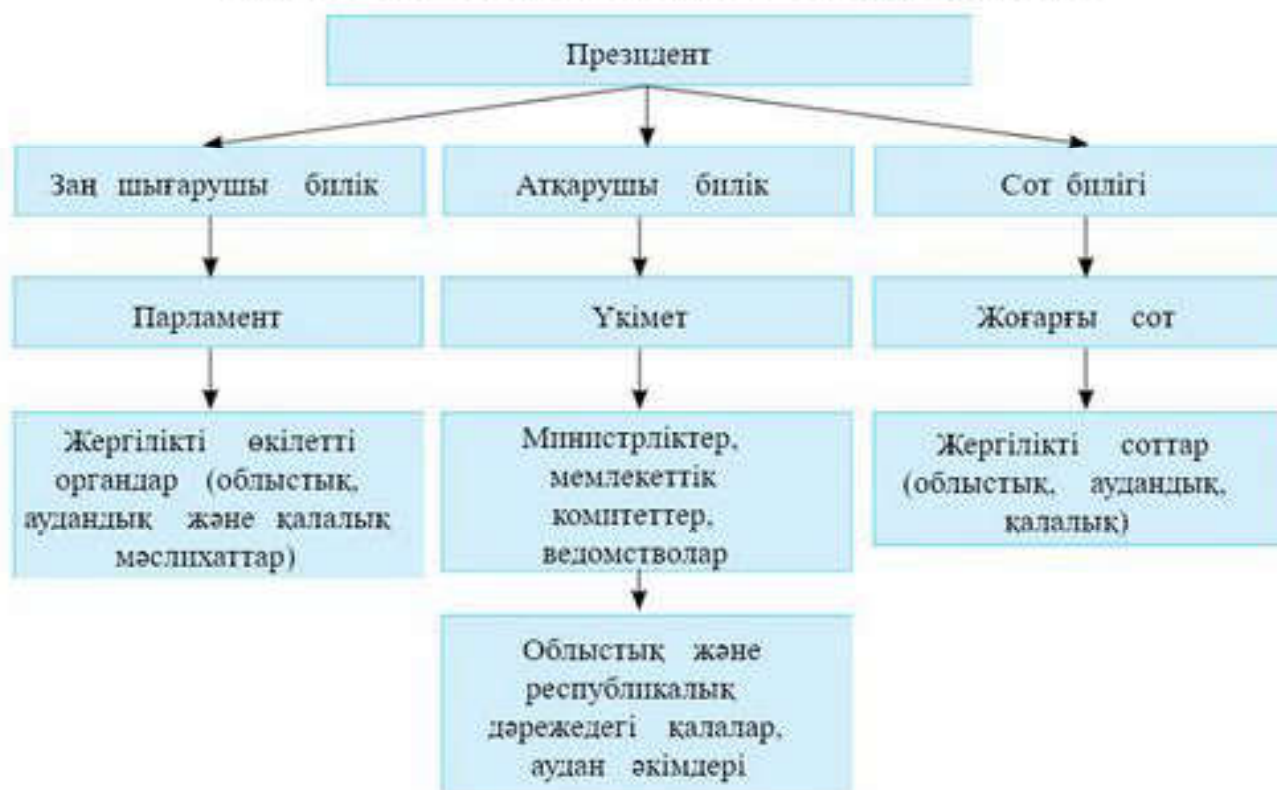 Президент
Заң шығарушы билік
Атқарушы билік
Сот билігі
Парламент
Үкімет
Жоғарғы сот
Жергілікті өкілетті
органдар (облыстық,
аудандық және қалалық
мәслихаттар)
Министрліктер,
мемлекеттік
комитеттер,
ведомстволар
Жергілікті соттар
(облыстық, аудандық,
қалалық)
Облыстық және
республикалық
дәрежедегі қалалар,
аудан әкімдері